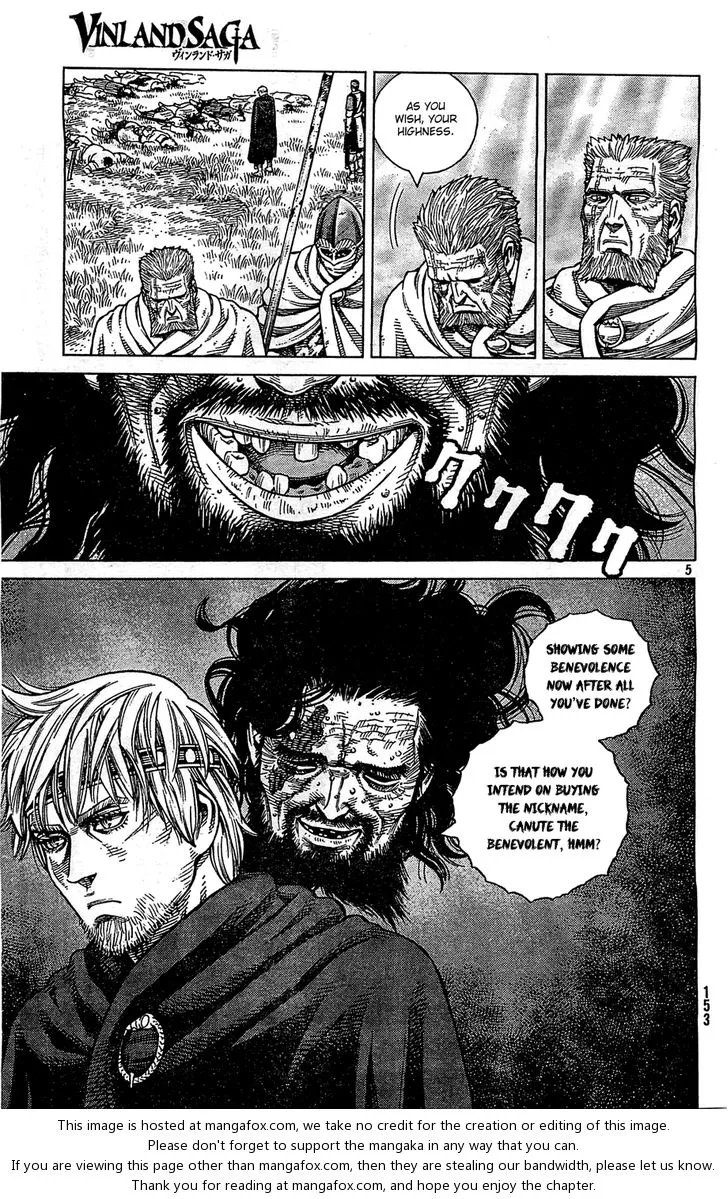 VINLAND SAGA
ヴィンランド・サガ
AS YOU
WISH, YOUR
HIGHNESS.
クククク
5
SHOWING SOME
BENEVOLENCE
NOW AFTER ALL
YOU'VE DONE?
IS THAT HOW YOU
INTEND ON BUYING
THE NICKNAME,
CANUTE THE
BENEVOLENT, HMM?
153
This image is hosted at mangafox.com, we take no credit for the creation or editing of this image.
Please don't forget to support the mangaka in any way that you can.
If you are viewing this page other than mangafox.com, then they are stealing our bandwidth, please let us know.
Thank you for reading at mangafox.com, and hope you enjoy the chapter.